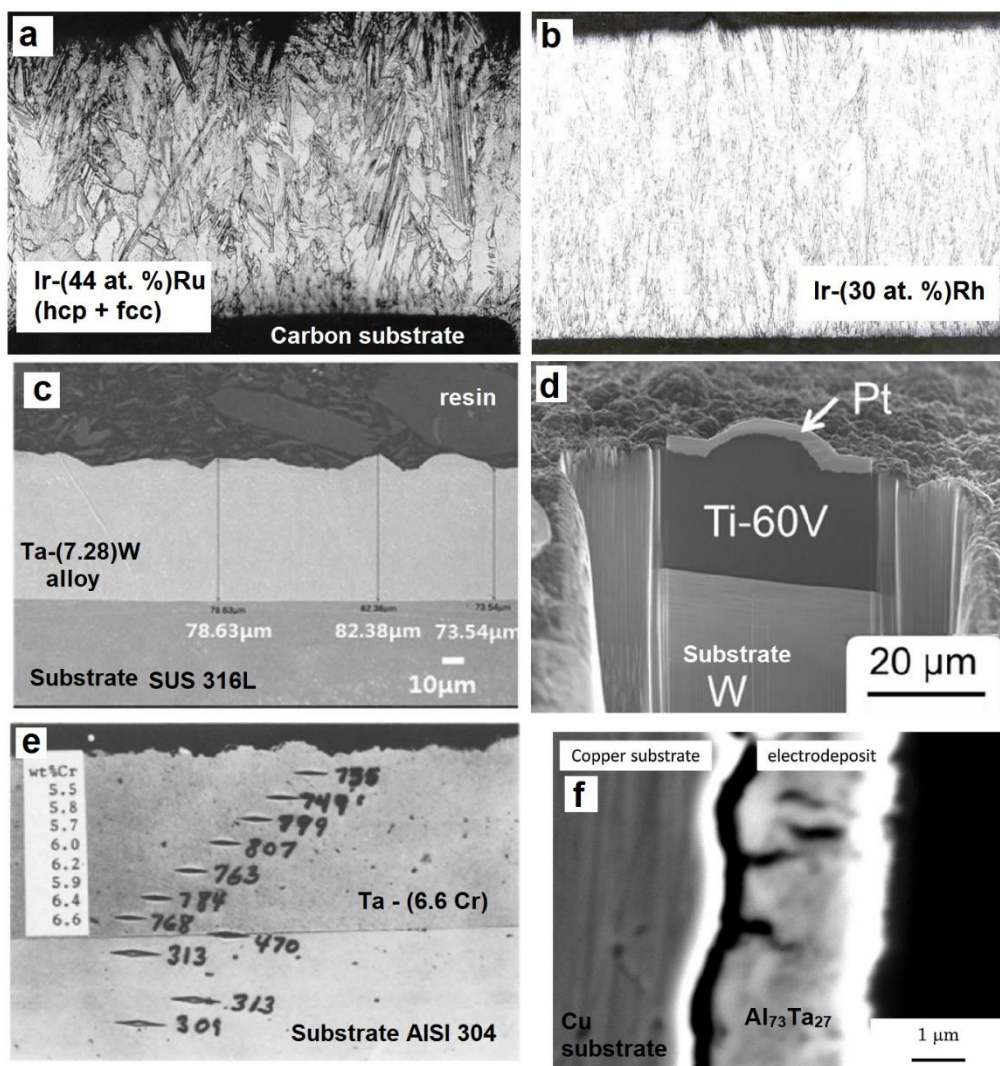 a
Ir-(44 at. %)Ru
(hcp + fcc)
Carbon substrate
b
Ir-(30 at. %)Rh
c
resin
Ta-(7.28)W
alloy
78.63µm 82.38µm 73.54µm
78.63µm 82.38µm 73.54µm
10µm
Substrate SUS 316L
d
Pt
Ti-60V
Substrate
W
20 µm
e
wt%Cr
5.5
5.8
5.7
6.0
6.2
5.9
6.4
6.6
735
749
799
807
763
784
768
470
313
313
309
Ta - (6.6 Cr)
Substrate AISI 304
Copper substrate
electrodeposit
f
Cu
substrate
Al₇₃Ta₂₇
1 µm